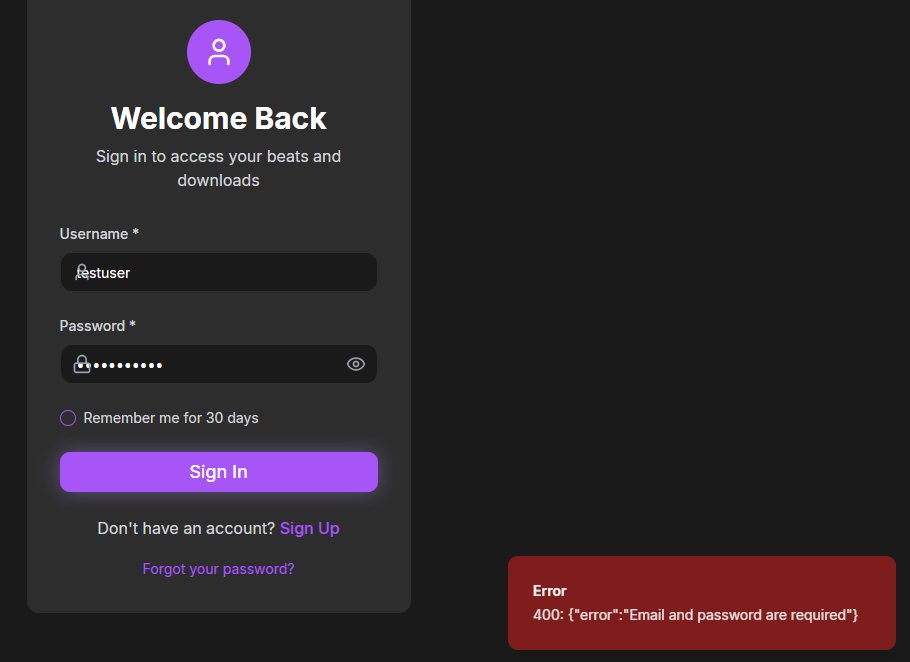 Welcome Back
Sign in to access your beats and
downloads
Username *
testuser
Password *
••••••••••
Remember me for 30 days
Sign In
Don't have an account? Sign Up
Forgot your password?
Error
400: {"error":"Email and password are required"}